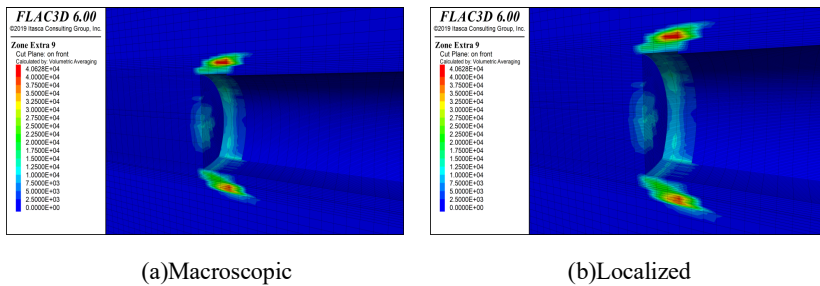 FLAC3D 6.00
©2019 Itasca Consulting Group, Inc.
Zone Extra 9
Cut Plane: on front
Calculated by: Volumetric Averaging
4.0628E+04
4.0000E+04
3.7500E+04
3.5000E+04
3.2500E+04
3.0000E+04
2.7500E+04
2.5000E+04
2.2500E+04
2.0000E+04
1.7500E+04
1.5000E+04
1.2500E+04
1.0000E+04
7.5000E+03
5.0000E+03
2.5000E+03
0.0000E+00
(a)Macroscopic
FLAC3D 6.00
©2019 Itasca Consulting Group, Inc.
Zone Extra 9
Cut Plane: on front
Calculated by: Volumetric Averaging
4.0628E+04
4.0000E+04
3.7500E+04
3.5000E+04
3.2500E+04
3.0000E+04
2.7500E+04
2.5000E+04
2.2500E+04
2.0000E+04
1.7500E+04
1.5000E+04
1.2500E+04
1.0000E+04
7.5000E+03
5.0000E+03
2.5000E+03
0.0000E+00
(b)Localized